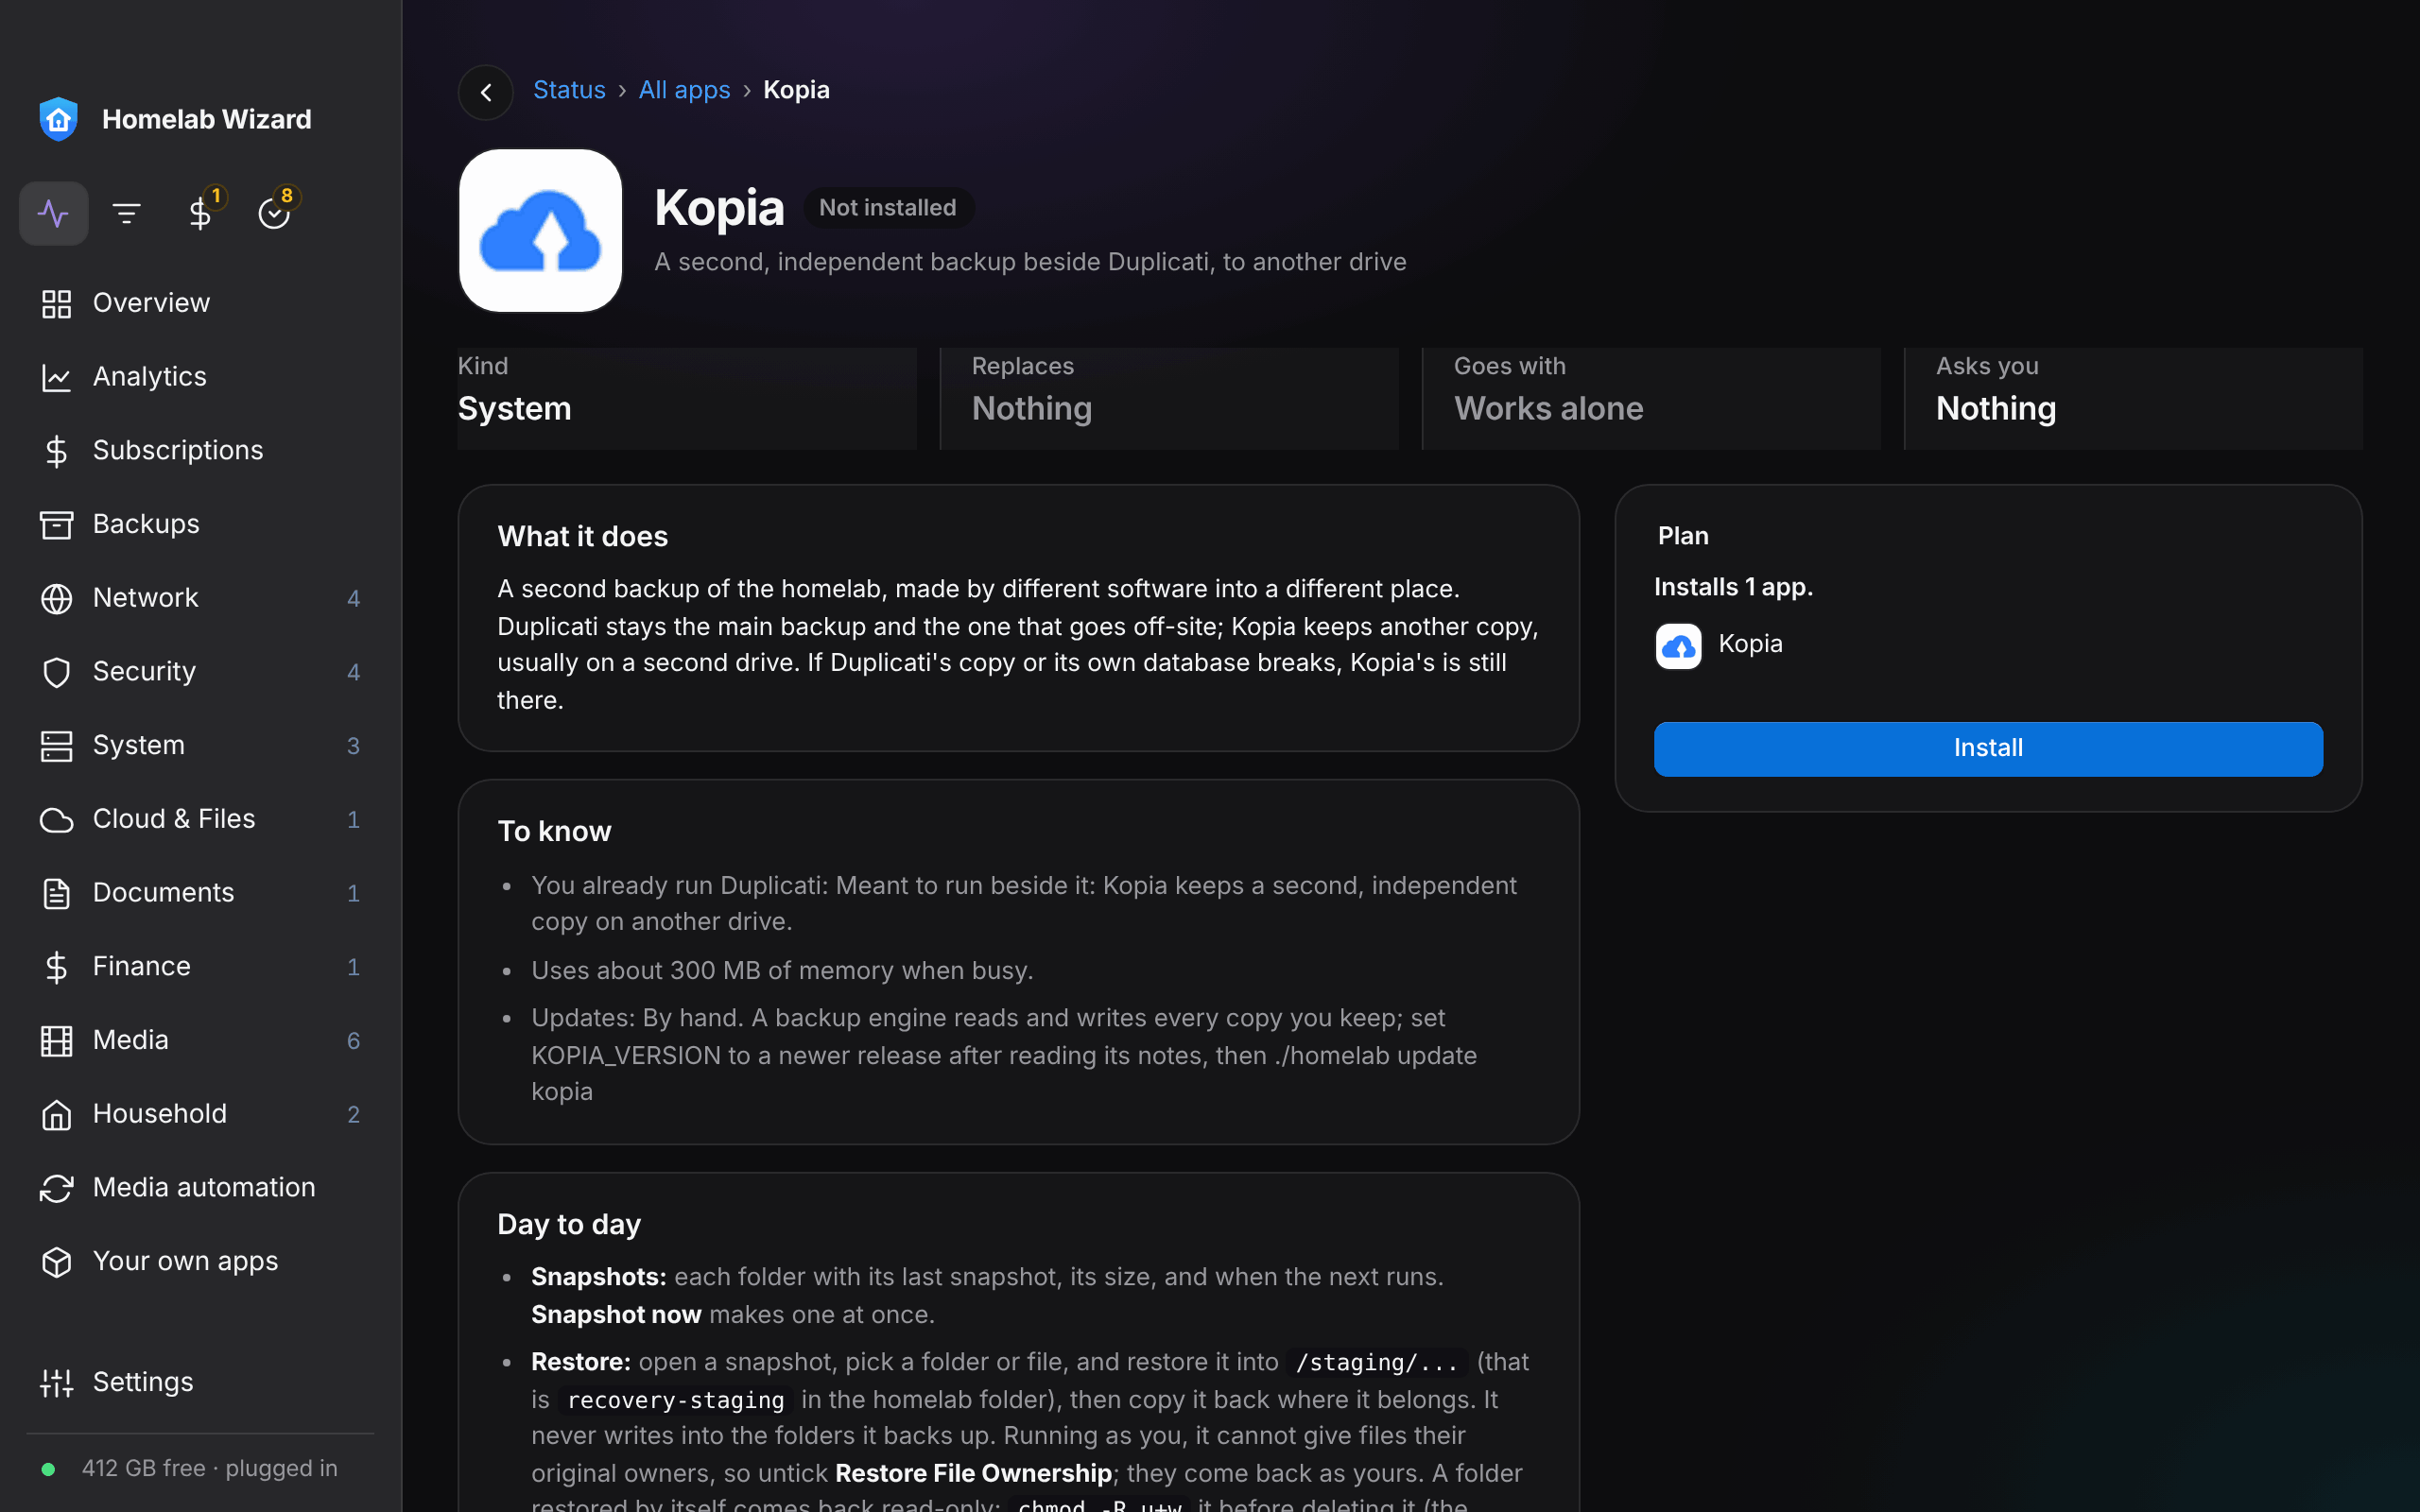 Homelab Wizard
1
8
Overview
Analytics
Subscriptions
Backups
Network 4
Security 4
System 3
Cloud & Files 1
Documents 1
Finance 1
Media 6
Household 2
Media automation
Your own apps
Settings
412 GB free · plugged in
Status › All apps › Kopia
Kopia Not installed
A second, independent backup beside Duplicati, to another drive
Kind
System
Replaces
Nothing
Goes with
Works alone
Asks you
Nothing
What it does
A second backup of the homelab, made by different software into a different place.
Duplicati stays the main backup and the one that goes off-site; Kopia keeps another copy,
usually on a second drive. If Duplicati's copy or its own database breaks, Kopia's is still
there.
To know
• You already run Duplicati: Meant to run beside it: Kopia keeps a second, independent
copy on another drive.
• Uses about 300 MB of memory when busy.
• Updates: By hand. A backup engine reads and writes every copy you keep; set
KOPIA_VERSION to a newer release after reading its notes, then ./homelab update
kopia
Day to day
• Snapshots: each folder with its last snapshot, its size, and when the next runs.
Snapshot now makes one at once.
• Restore: open a snapshot, pick a folder or file, and restore it into /staging/... (that
is recovery-staging in the homelab folder), then copy it back where it belongs. It
never writes into the folders it backs up. Running as you, it cannot give files their
original owners, so untick Restore File Ownership; they come back as yours. A folder
restored by itself comes back read-only: chmod -R u+w it before deleting it (the
Plan
Installs 1 app.
Kopia
Install